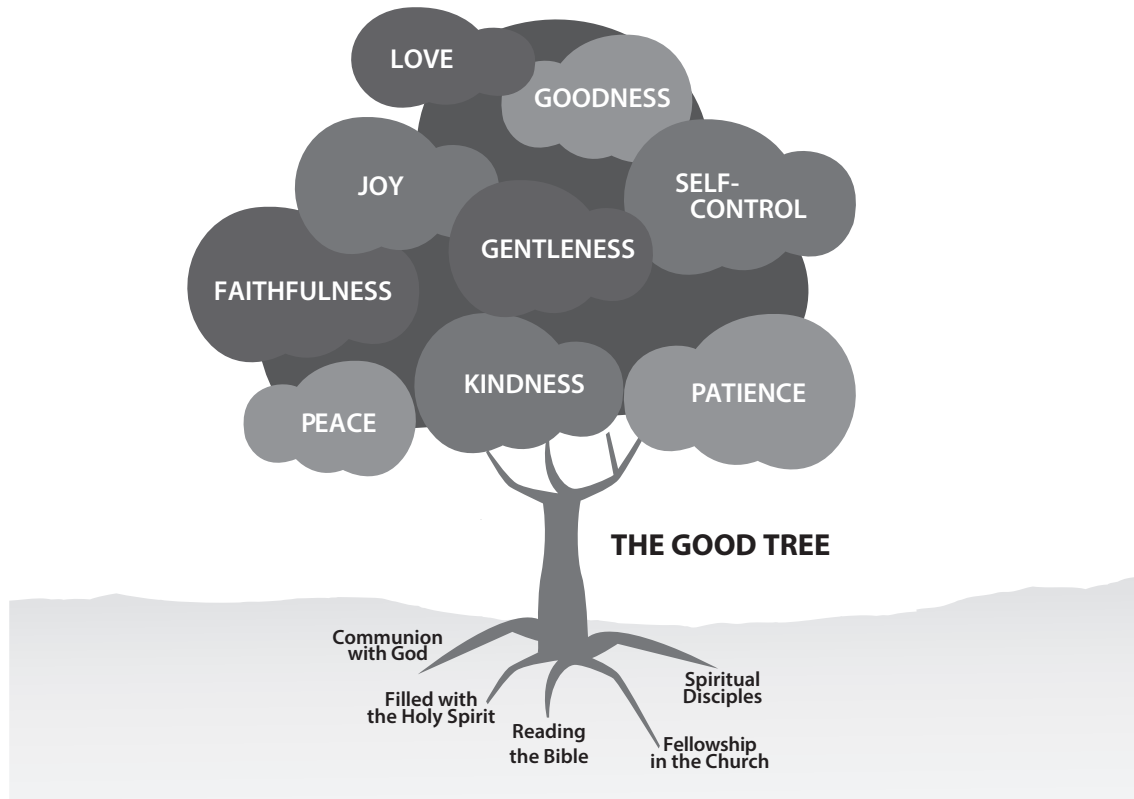 LOVE
GOODNESS
JOY
SELF-
CONTROL
GENTLENESS
FAITHFULNESS
KINDNESS
PATIENCE
PEACE
THE GOOD TREE
Communion
with God
Filled with
the Holy Spirit
Reading
the Bible
Fellowship
in the Church
Spiritual
Disciples